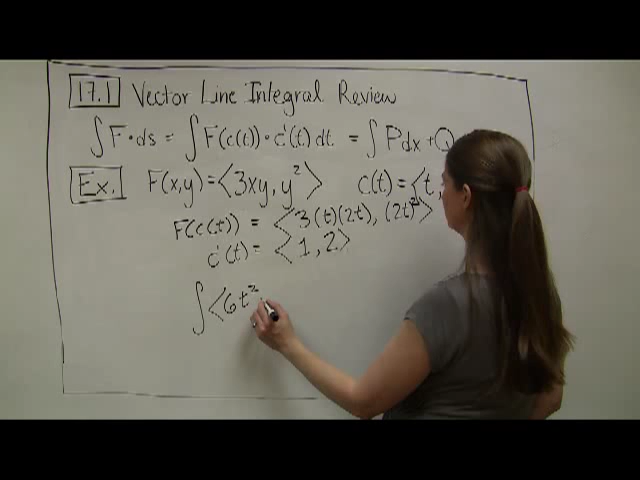 17.1 Vector Line Integral Review
∫F•ds = ∫F(c(t))•c'(t)dt = ∫Pdx+Q
Ex. F(x,y)=<3xy, y²> c(t)=<t,
F(c(t)) = <3(t)(2t), (2t)²>
c'(t) = <1, 2>
∫<6t²